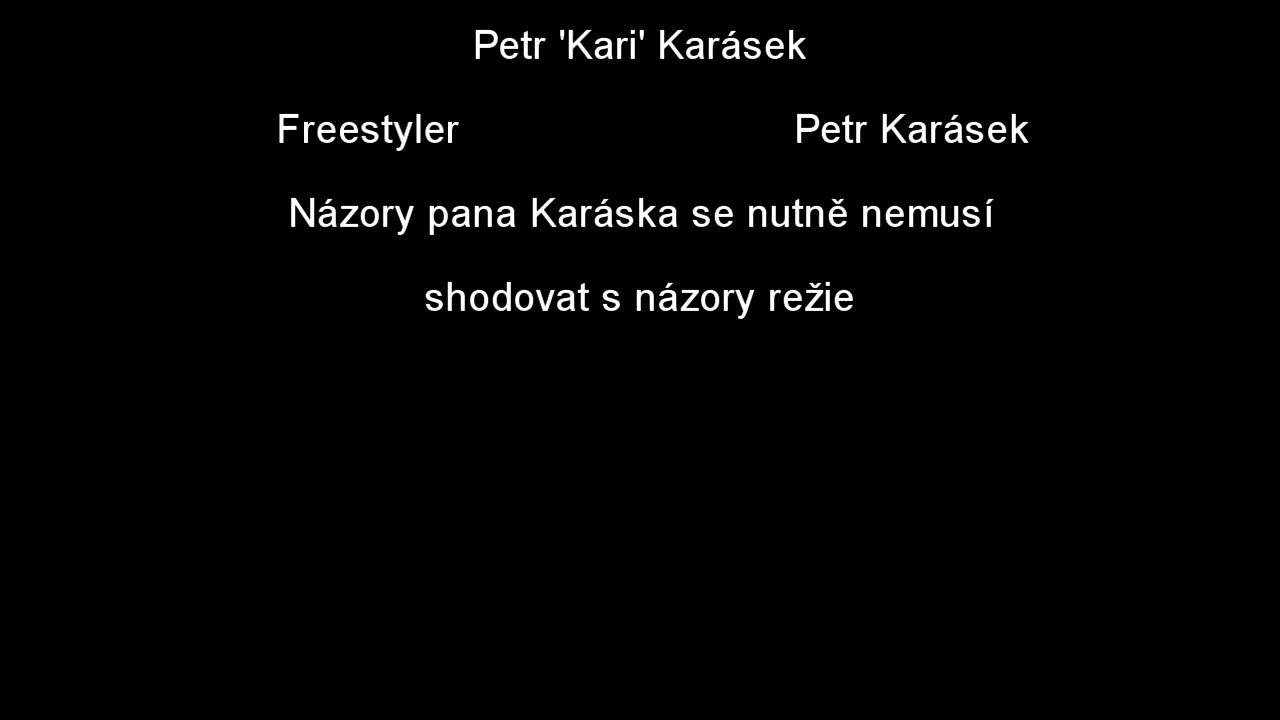 Petr 'Kari' Karásek
Freestyler Petr Karásek
Názory pana Karáska se nutně nemusí
shodovat s názory režie